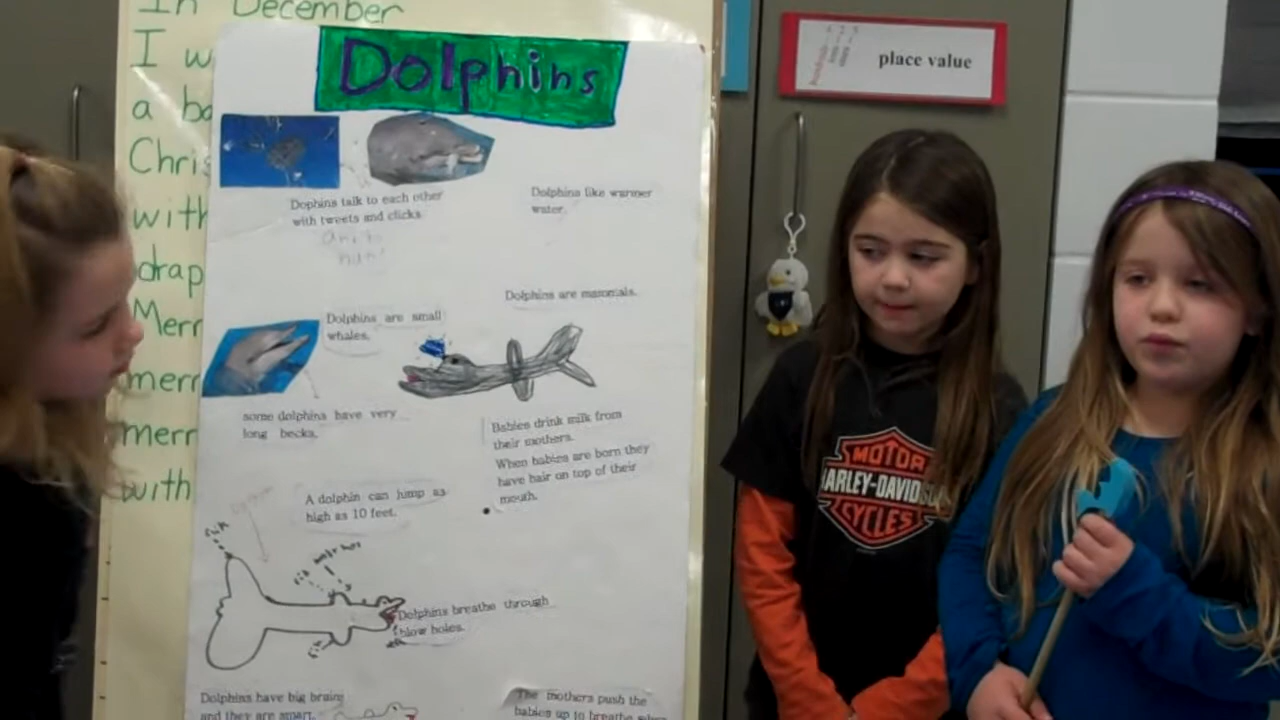 In December
I w
a ba
Chris
with
drap
Merr
merr
merr
with
Dolphins
Dophins talk to each other
with tweets and clicks
Dolphins like warmer
water.
Dolphins are mammals.
Dolphins are small
whales.
some dolphins have very
long becks.
Babies drink milk from
their mothers.
When babies are born they
have hair on top of their
mouth.
A dolphin can jump as
high as 10 feet.
Dolphins breathe through
blow holes.
Dolphins have big brains
and they are smart.
The mothers push the
babies up to breathe when
place value
MOTOR
HARLEY-DAVIDSON
CYCLES